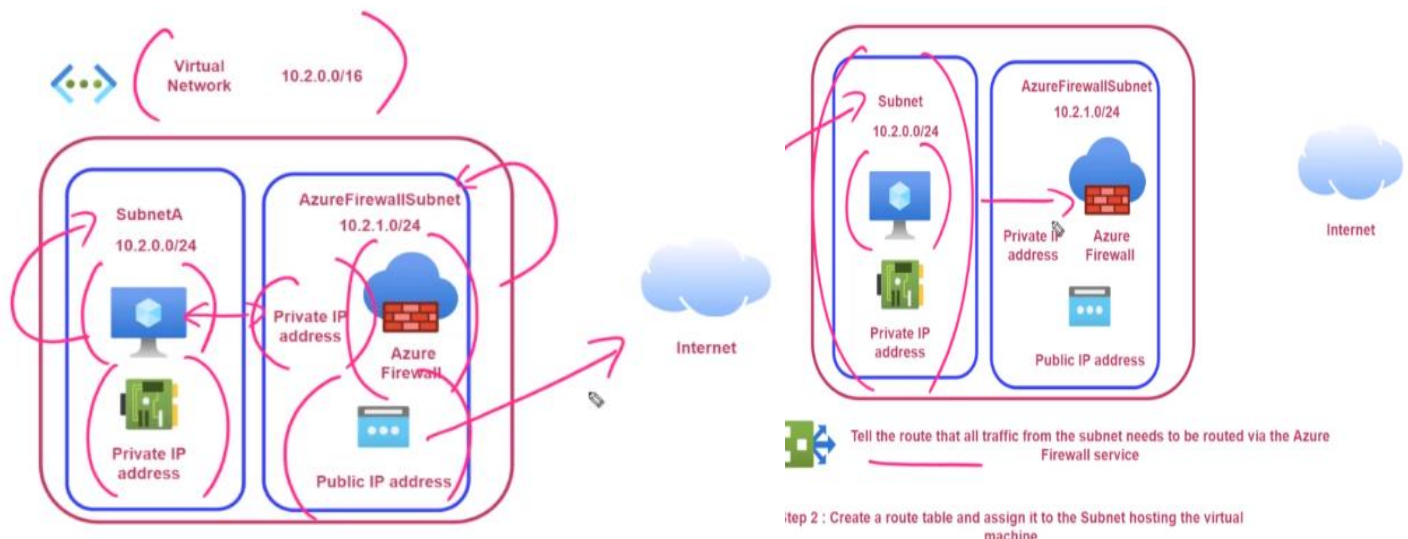 Virtual
Network
10.2.0.0/16
SubnetA
10.2.0.0/24
AzureFirewallSubnet
10.2.1.0/24
Private IP
address
Azure
Firewall
Private IP
address
Public IP address
Internet
Subnet
10.2.0.0/24
AzureFirewallSubnet
10.2.1.0/24
Private IP
address
Azure
Firewall
Private IP
address
Public IP address
Internet
Tell the route that all traffic from the subnet needs to be routed via the Azure
Firewall service
Step 2 : Create a route table and assign it to the Subnet hosting the virtual
machine